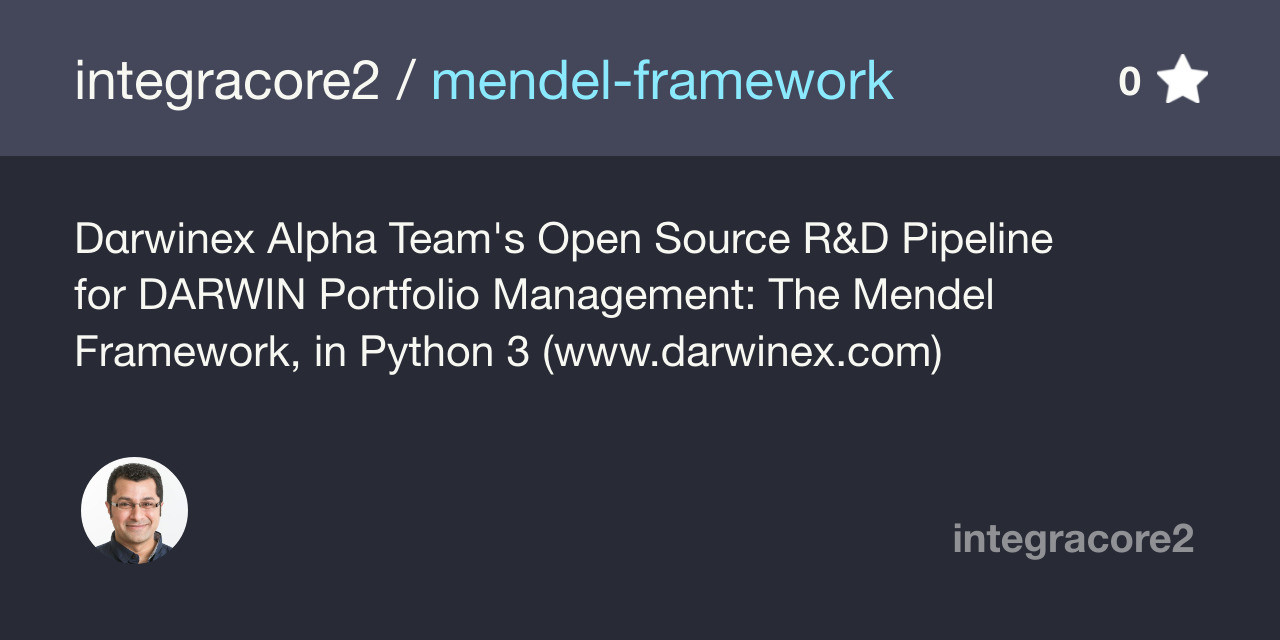 integracore2 / mendel-framework
0
Darwinex Alpha Team's Open Source R&D Pipeline
for DARWIN Portfolio Management: The Mendel
Framework, in Python 3 (www.darwinex.com)
integracore2